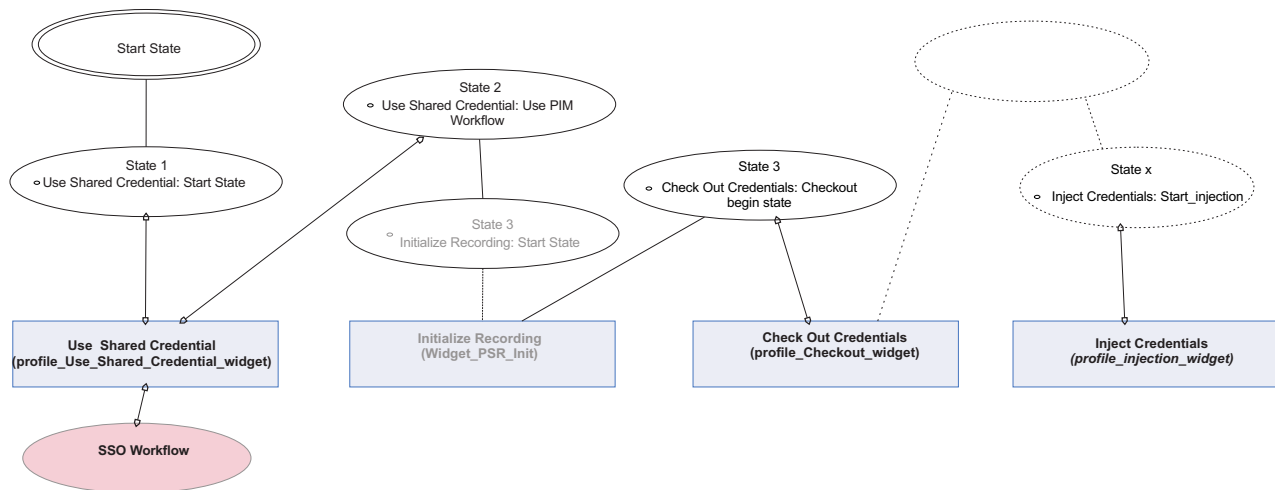 Start State
State 1
Use Shared Credential: Start State
State 2
Use Shared Credential: Use PIM
Workflow
State 3
Initialize Recording: Start State
State 3
Check Out Credentials: Checkout
begin state
State x
Inject Credentials: Start_injection
Use Shared Credential
(profile_Use_Shared_Credential_widget)
Initialize Recording
(Widget_PSR_Init)
Check Out Credentials
(profile_Checkout_widget)
Inject Credentials
(profile_injection_widget)
SSO Workflow